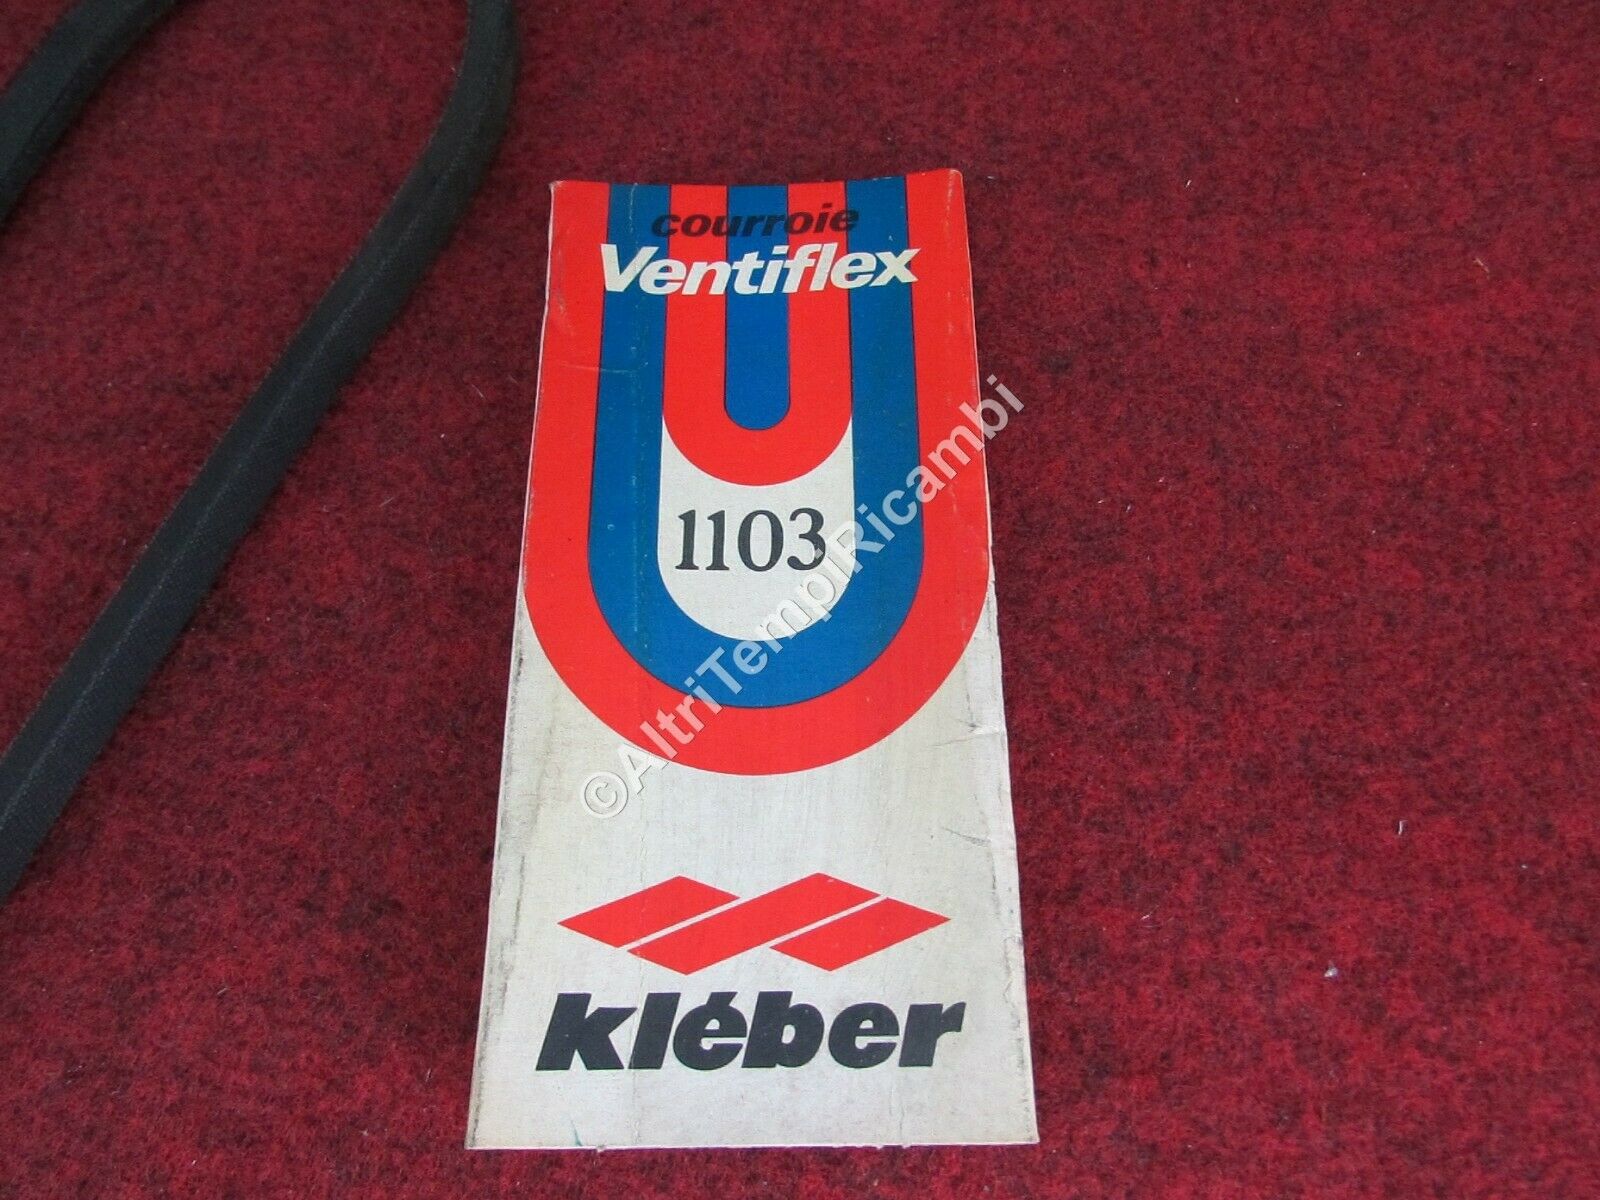 courroie
Ventiflex
1103
©AltriTempiRicambi
kléber